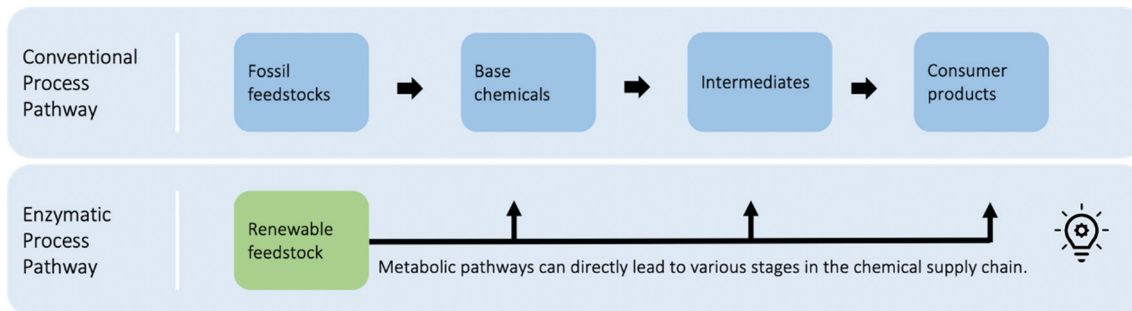 Conventional
Process
Pathway
Fossil
feedstocks
Base
chemicals
Intermediates
Consumer
products
Enzymatic
Process
Pathway
Renewable
feedstock
Metabolic pathways can directly lead to various stages in the chemical supply chain.